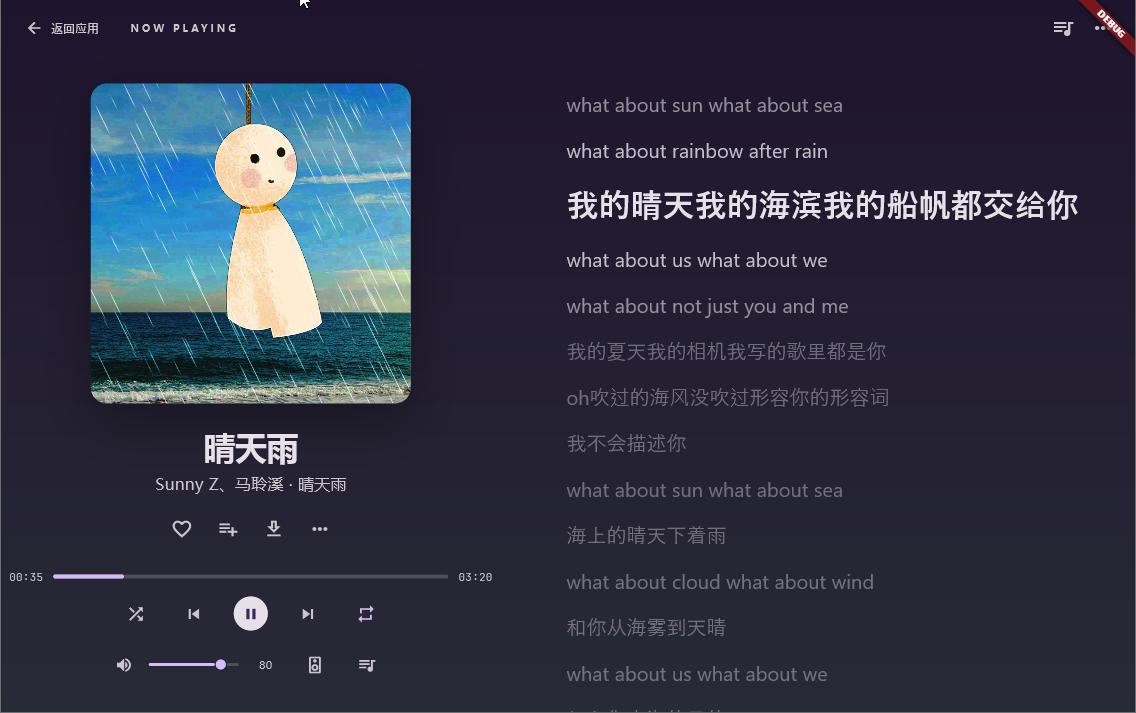 返回应用
NOW PLAYING
DEBUG
晴天雨
Sunny Z、马聆溪 · 晴天雨
00:35
03:20
80
what about sun what about sea
what about rainbow after rain
我的晴天我的海滨我的船帆都交给你
what about us what about we
what about not just you and me
我的夏天我的相机我写的歌里都是你
oh吹过的海风没吹过形容你的形容词
我不会描述你
what about sun what about sea
海上的晴天下着雨
what about cloud what about wind
和你从海雾到天晴
what about us what about we